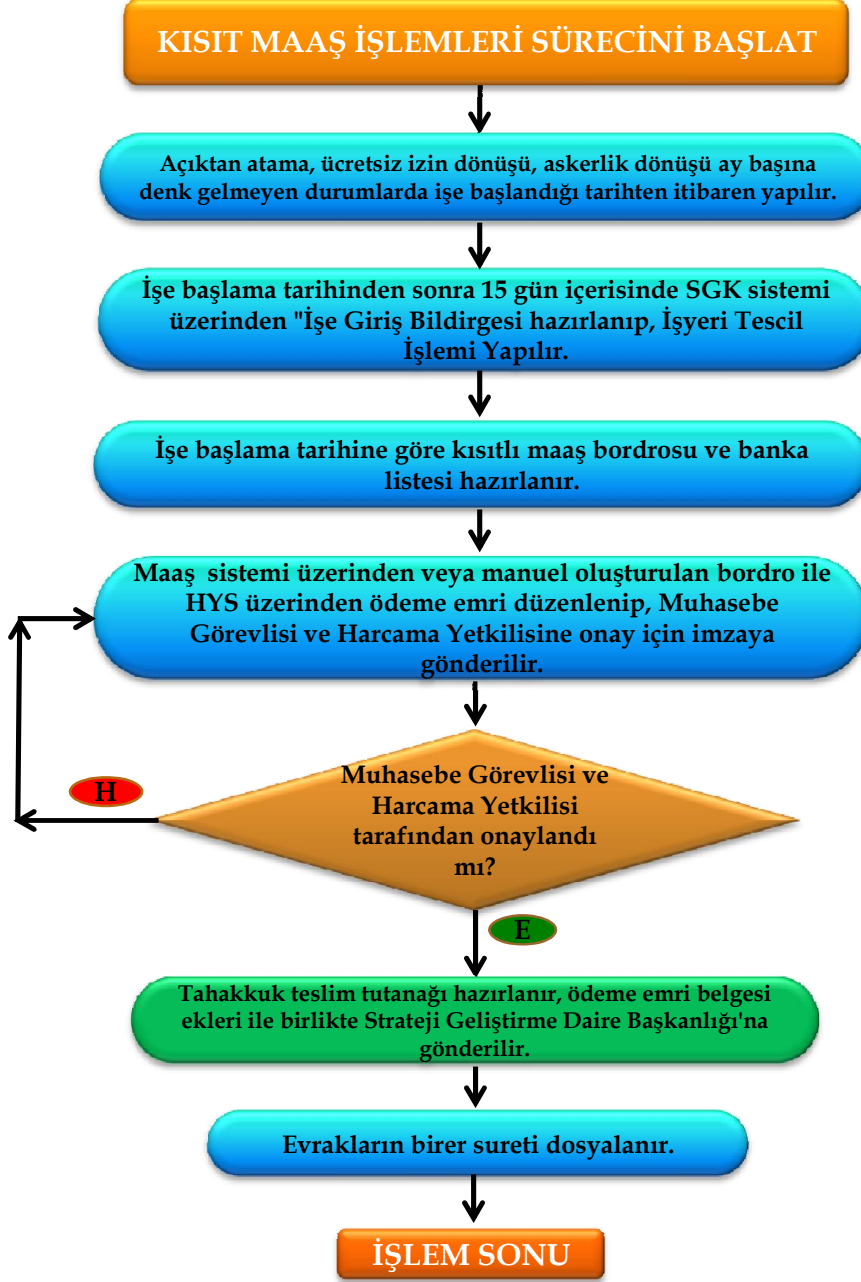 KISIT MAAŞ İŞLEMLERİ SÜRECİNİ BAŞLAT
Açıktan atama, ücretsiz izin dönüşü, askerlik dönüşü ay başına
denk gelmeyen durumlarda işe başlandığı tarihten itibaren yapılır.
İşe başlama tarihinden sonra 15 gün içerisinde SGK sistemi
üzerinden "İşe Giriş Bildirgesi hazırlanıp, İşyeri Tescil
İşlemi Yapılır.
İşe başlama tarihine göre kısıtlı maaş bordrosu ve banka
listesi hazırlanır.
Maaş sistemi üzerinden veya manuel oluşturulan bordro ile
HYS üzerinden ödeme emri düzenlenip, Muhasebe
Görevlisi ve Harcama Yetkilisine onay için imzaya
gönderilir.
Muhasebe Görevlisi ve
Harcama Yetkilisi
tarafından onaylandı
mı?
H
E
Tahakkuk teslim tutanağı hazırlanır, ödeme emri belgesi
ekleri ile birlikte Strateji Geliştirme Daire Başkanlığı'na
gönderilir.
Evrakların birer sureti dosyalanır.
İŞLEM SONU